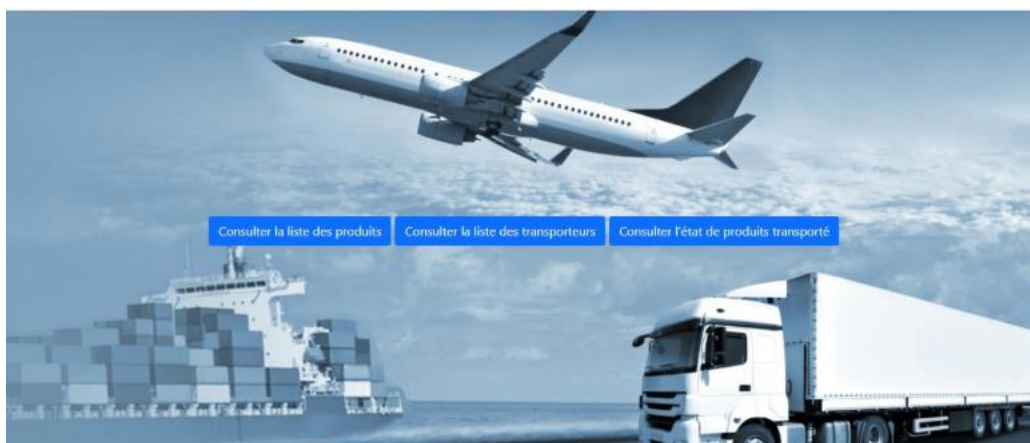 Consulter la liste des produits Consulter la liste des transporteurs Consulter l'état de produits transporté